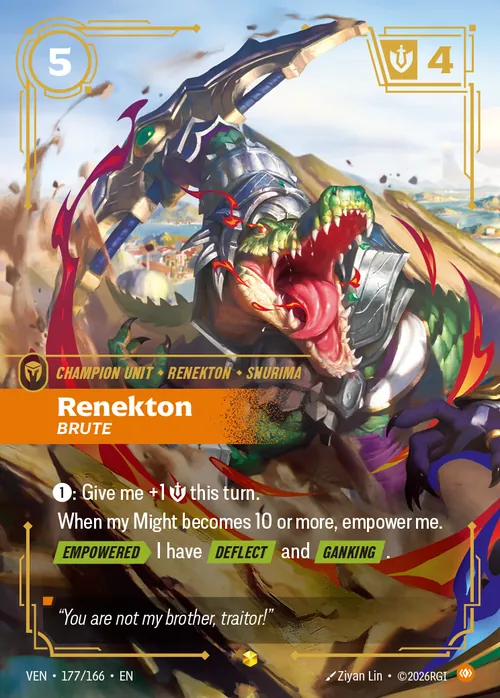 5
4
CHAMPION UNIT • RENEKTON • SHURIMA
Renekton
BRUTE
1: Give me +1 this turn.
When my Might becomes 10 or more, empower me.
EMPOWERED I have DEFLECT and GANKING.
“You are not my brother, traitor!”
VEN • 177/166 • EN
Ziyan Lin • ©2026RGI